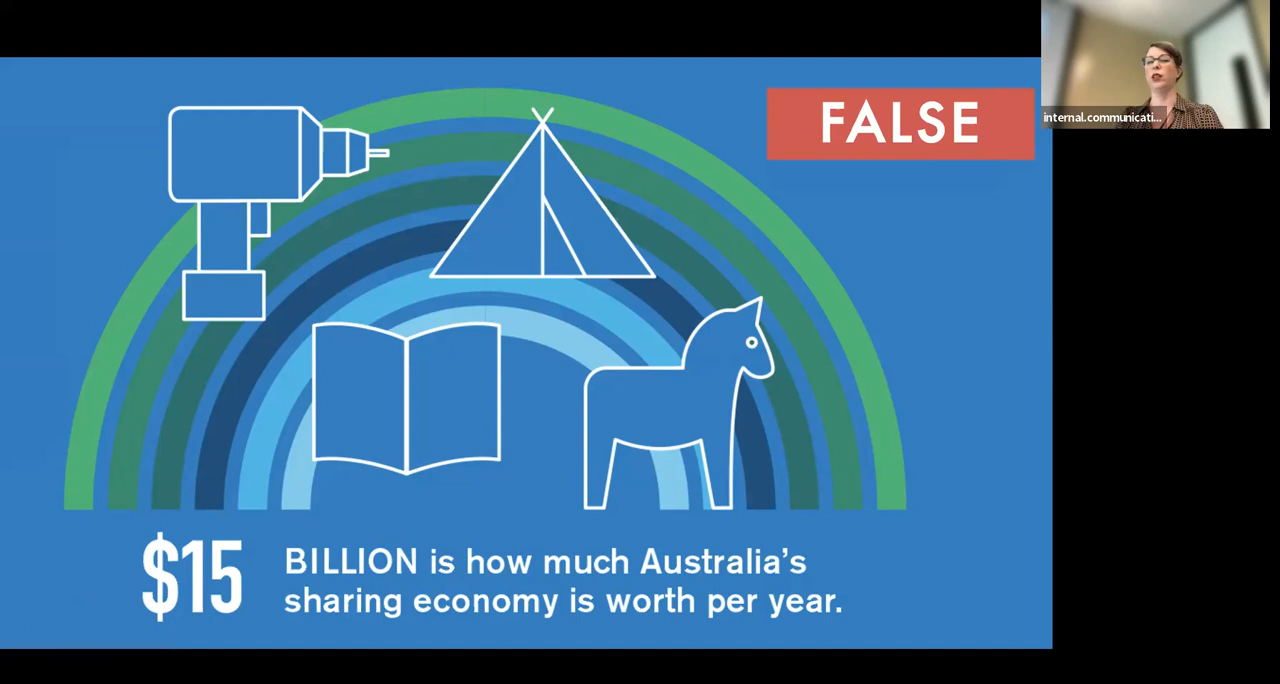 FALSE
internal.communicati...
$15
BILLION is how much Australia's
sharing economy is worth per year.